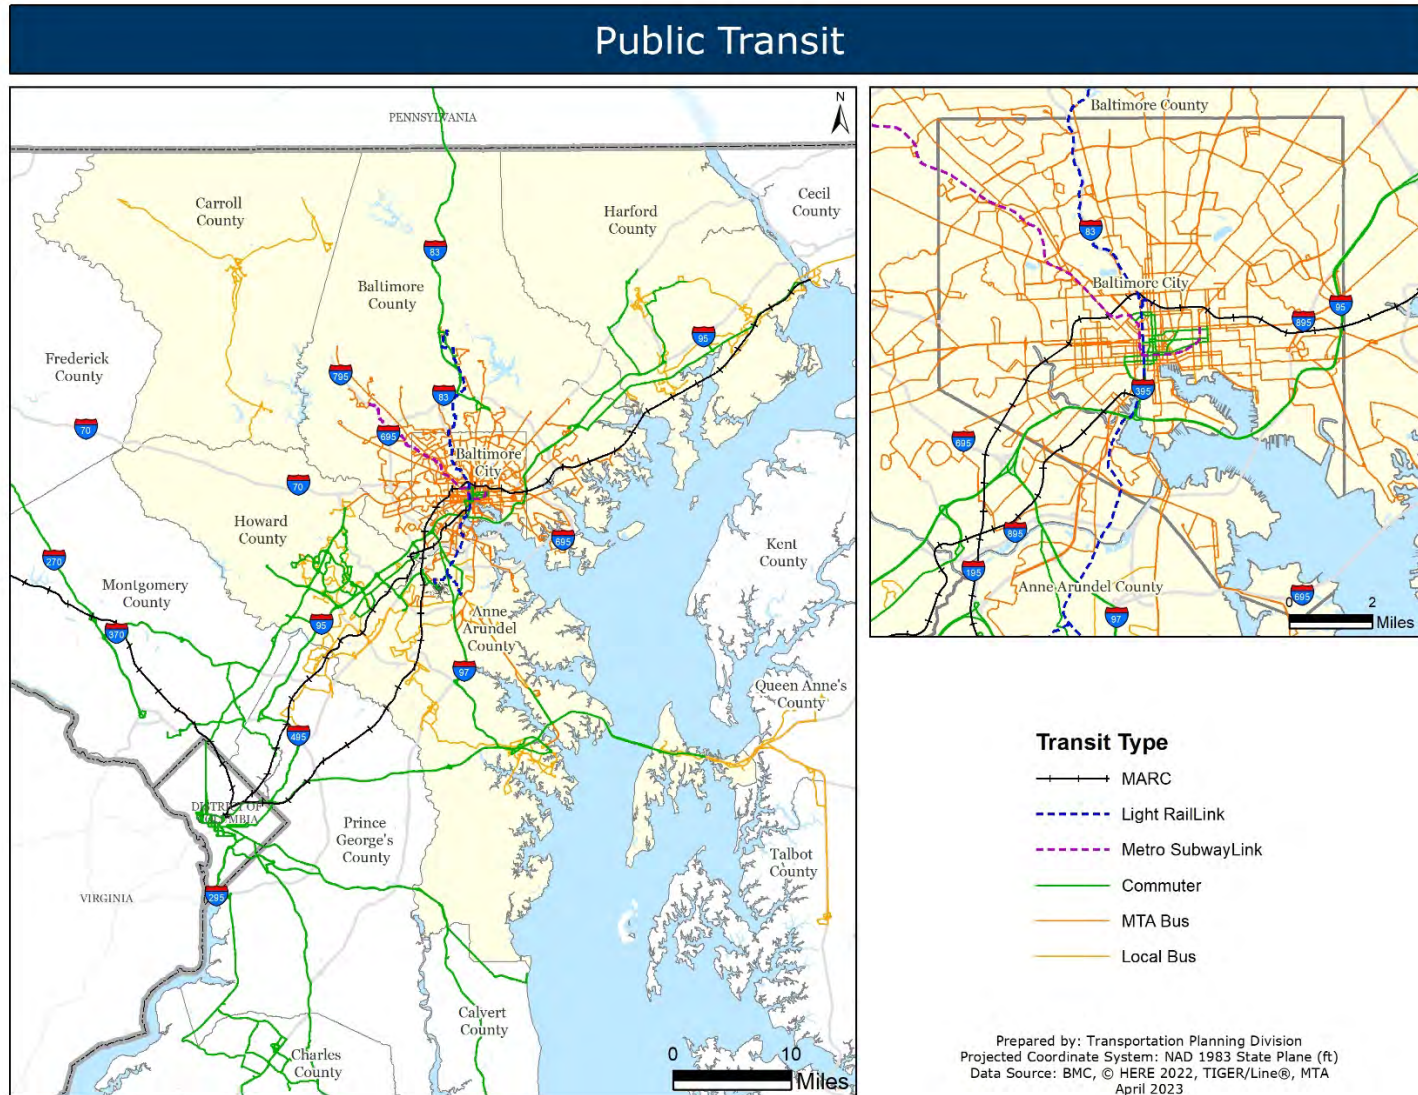 Public Transit
N
PENNSYLVANIA
Carroll
County
Harford
County
Cecil
County
83
Baltimore
County
Frederick
County
795
83
95
70
695
Baltimore
City
70
Howard
County
695
Kent
County
270
Montgomery
County
370
95
Anne
Arundel
County
97
Queen Anne's
County
495
DISTRICT OF
COLUMBIA
Prince
George's
County
Talbot
County
VIRGINIA
295
Calvert
County
Charles
County
0 10
Miles
Baltimore County
83
Baltimore City
895
95
395
695
895
195
Anne Arundel County
97
695
0 2
Miles
Transit Type
MARC
Light RailLink
Metro SubwayLink
Commuter
MTA Bus
Local Bus
Prepared by: Transportation Planning Division
Projected Coordinate System: NAD 1983 State Plane (ft)
Data Source: BMC, © HERE 2022, TIGER/Line®, MTA
April 2023